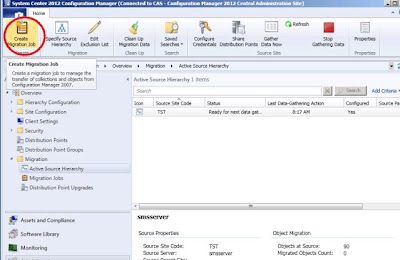 System Center 2012 Configuration Manager (Connected to CAS - Configuration Manager 2012 Central Administration Site)
Home
Create Migration Job
Specify Source Hierarchy
Edit Exclusion List
Clean Up Migration Data
Saved Searches
Configure Credentials
Share Distribution Points
Gather Data Now
Refresh
Stop Gathering Data
Properties
Migration
Clean Up
Search
Properties
Create Migration Job
Create a migration job to manage the
transfer of collections and objects from
Configuration Manager 2007.
Overview
Migration
Active Source Hierarchy
Overview
Hierarchy Configuration
Site Configuration
Client Settings
Security
Distribution Points
Distribution Point Groups
Migration
Active Source Hierarchy
Migration Jobs
Distribution Point Upgrades
Assets and Compliance
Software Library
Monitoring
Active Source Hierarchy 1 items
Search
Search
Add Criteria
Icon
Source Site Code
Status
Last Data-Gathering Action
Configured
Source Pa
TST
Ready for next data gat...
8:17 AM
Yes
smsserver
Source Properties
Object Migration
Source Site Code:
TST
Objects at Source:
90
Source Server:
smsserver
Migrated Objects Count:
0